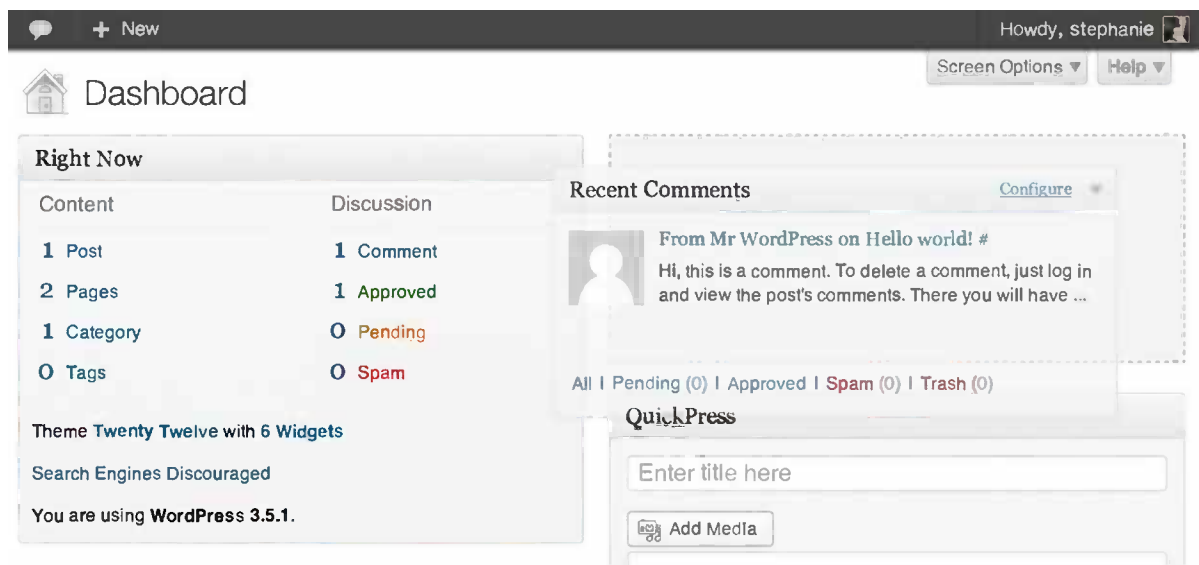 + New Howdy, stephanie
Screen Options Help
Dashboard
Right Now
Content Discussion
1 Post 1 Comment
2 Pages 1 Approved
1 Category 0 Pending
0 Tags 0 Spam
Theme Twenty Twelve with 6 Widgets
Search Engines Discouraged
You are using WordPress 3.5.1.
Recent Comments Configure
From Mr WordPress on Hello world! #
Hi, this is a comment. To delete a comment, just log in
and view the post's comments. There you will have ...
All | Pending (0) | Approved | Spam (0) | Trash (0)
QuickPress
Enter title here
Add Media